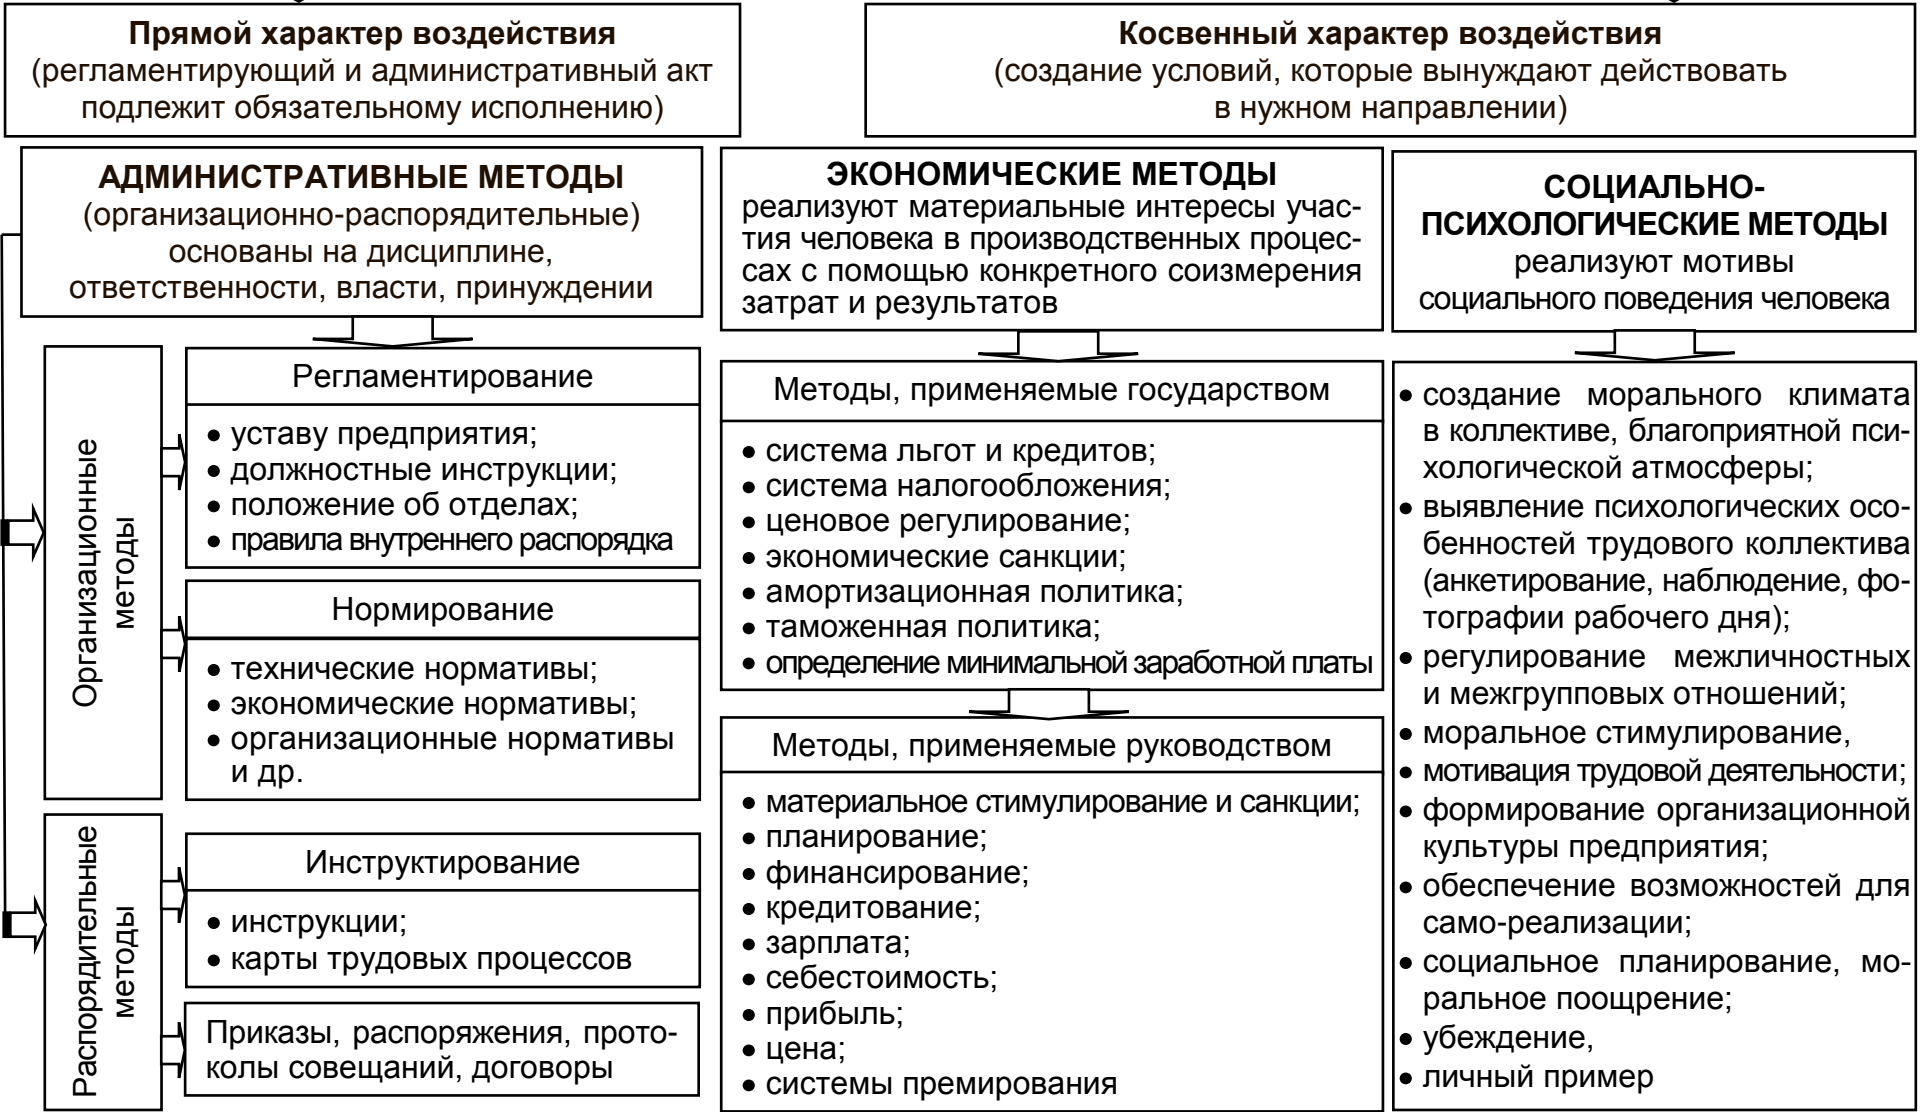 Прямой характер воздействия
(регламентирующий и административный акт
подлежит обязательному исполнению)
Косвенный характер воздействия
(создание условий, которые вынуждают действовать
в нужном направлении)
АДМИНИСТРАТИВНЫЕ МЕТОДЫ
(организационно-распорядительные)
основаны на дисциплине,
ответственности, власти, принуждении
Организационные
методы
Регламентирование
• уставу предприятия;
• должностные инструкции;
• положение об отделах;
• правила внутреннего распорядка
Нормирование
• технические нормативы;
• экономические нормативы;
• организационные нормативы
и др.
Распорядительные
методы
Инструктирование
• инструкции;
• карты трудовых процессов
Приказы, распоряжения, прото-
колы совещаний, договоры
ЭКОНОМИЧЕСКИЕ МЕТОДЫ
реализуют материальные интересы учас-
тия человека в производственных процес-
сах с помощью конкретного соизмерения
затрат и результатов
Методы, применяемые государством
• система льгот и кредитов;
• система налогообложения;
• ценовое регулирование;
• экономические санкции;
• амортизационная политика;
• таможенная политика;
• определение минимальной заработной платы
Методы, применяемые руководством
• материальное стимулирование и санкции;
• планирование;
• финансирование;
• кредитование;
• зарплата;
• себестоимость;
• прибыль;
• цена;
• системы премирования
СОЦИАЛЬНО-
ПСИХОЛОГИЧЕСКИЕ МЕТОДЫ
реализуют мотивы
социального поведения человека
• создание морального климата
в коллективе, благоприятной пси-
хологической атмосферы;
• выявление психологических осо-
бенностей трудового коллектива
(анкетирование, наблюдение, фо-
тографии рабочего дня);
• регулирование межличностных
и межгрупповых отношений;
• моральное стимулирование,
• мотивация трудовой деятельности;
• формирование организационной
культуры предприятия;
• обеспечение возможностей для
само-реализации;
• социальное планирование, мо-
ральное поощрение;
• убеждение,
• личный пример